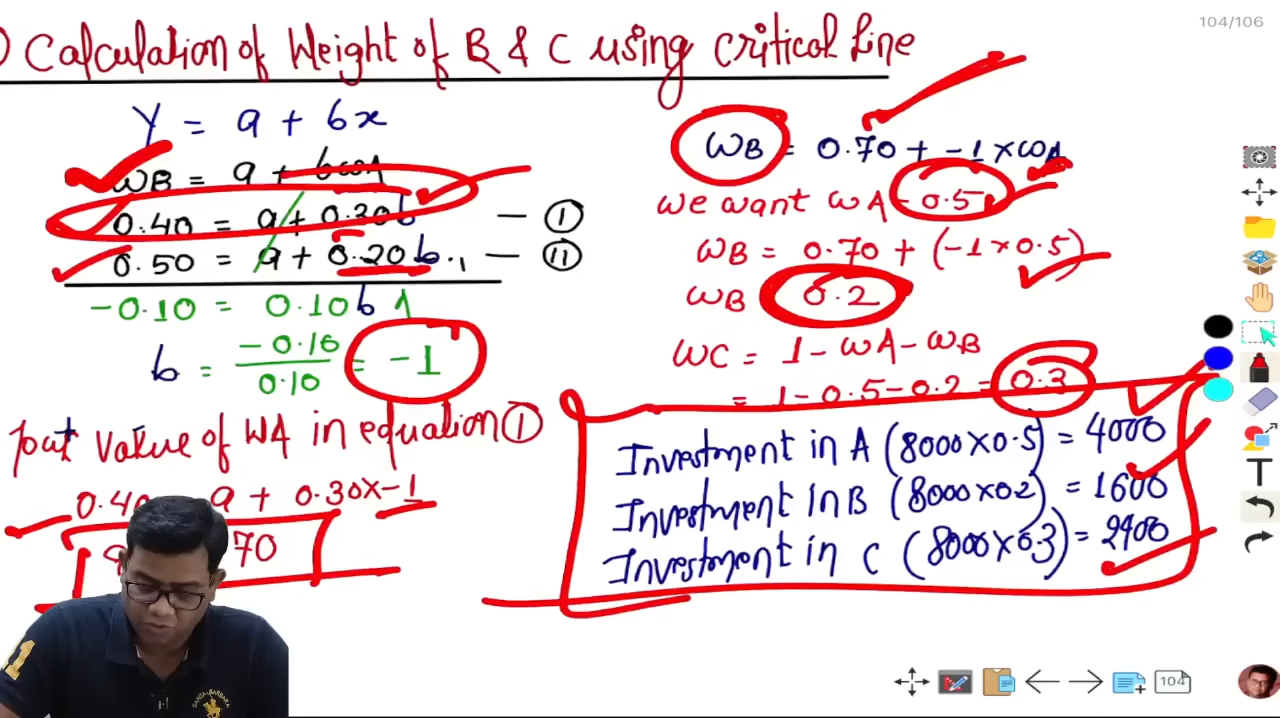 104/106
) Calculation of Weight of B & C using Critical Line
Y = a + bx
WB = a + bWA
0.40 = a + 0.30b — (1)
0.50 = a + 0.20b — (11)
-0.10 = 0.10b
b = -0.10 / 0.10 = -1
put Value of WA in equation (1)
0.40 a + 0.30x-1
70
WB = 0.70 + -1 x WA
We want WA - 0.5
WB = 0.70 + (-1 x 0.5)
WB 0.2
WC = 1 - WA - WB
= 1 - 0.5 - 0.2 = 0.3
Investment in A (8000 x 0.5) = 4000
Investment in B (8000 x 0.2) = 1600
Investment in C (8000 x 0.3) = 2400
T
SANTA BARBARA
104